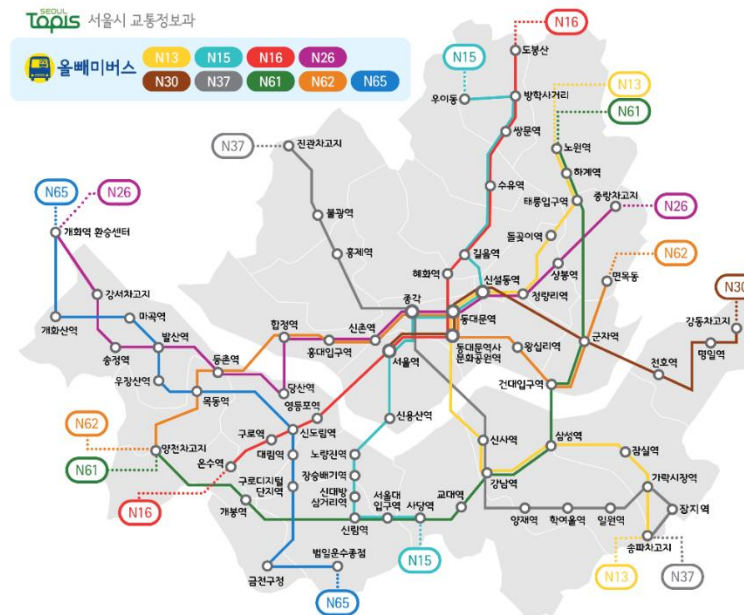 SEOUL
Topis 서울시 교통정보과
올빼미버스
N13 N15 N16 N26
N30 N37 N61 N62 N65
N16
도봉산
N15
우이동
방학사거리
쌍문역
수유역
N13
N61
노원역
하계역
태릉입구역
돌곶이역
중랑차고지
N26
상봉역
N37
진관차고지
불광역
홍제역
길음역
혜화역
신설동역
청량리역
N62
면목동
N65
N26
개화역 환승센터
강서차고지
마곡역
개화산역
발산역
송정역
우장산역
등촌역
목동역
합정역
신촌역
홍대입구역
당산역
영등포역
종각
동대문역
서울역
동대문역사
문화공원역
왕십리역
군자역
건대입구역
N30
강동차고지
명일역
천호역
N62
양천차고지
N61
온수역
N16
구로역
신도림역
대림역
구로디지털
단지역
개봉역
신용산역
노량진역
장승배기역
신대방
삼거리역
서울대
입구역
사당역
신림역
N15
교대역
강남역
신사역
삼성역
잠실역
가락시장역
장지역
양재역
학여울역
일원역
송파차고지
N13
N37
금천구청
범일운수종점
N65